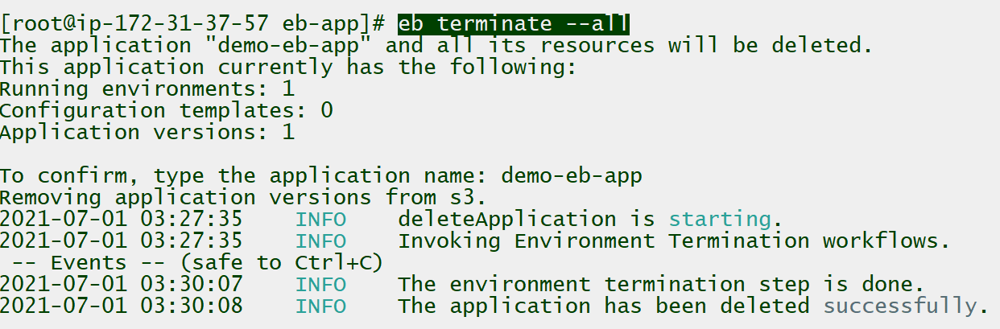 [root@ip-172-31-37-57 eb-app]# eb terminate --all
The application "demo-eb-app" and all its resources will be deleted.
This application currently has the following:
Running environments: 1
Configuration templates: 0
Application versions: 1
To confirm, type the application name: demo-eb-app
Removing application versions from s3.
2021-07-01 03:27:35    INFO    deleteApplication is starting.
2021-07-01 03:27:35    INFO    Invoking Environment Termination workflows.
 -- Events -- (safe to Ctrl+C)
2021-07-01 03:30:07    INFO    The environment termination step is done.
2021-07-01 03:30:08    INFO    The application has been deleted successfully.